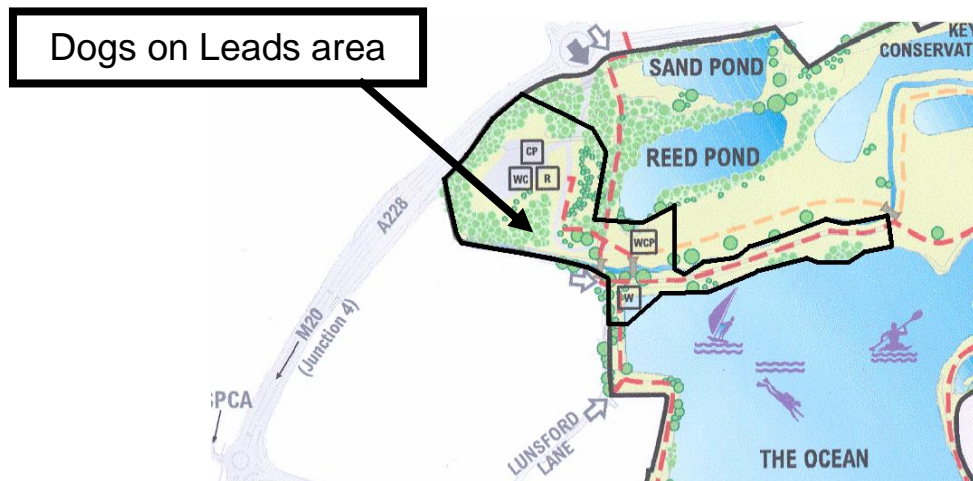 Dogs on Leads area
KE
CONSERVAT
SAND POND
REED POND
CP
WC
R
A228
WCP
W
M20
(Junction 4)
SPCA
LUNSFORD
LANE
THE OCEAN